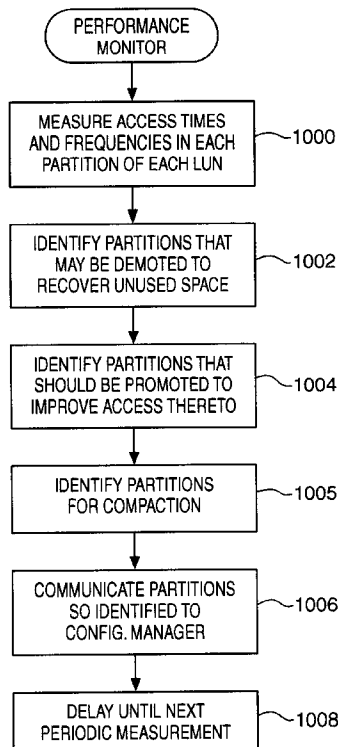 PERFORMANCE
MONITOR
MEASURE ACCESS TIMES
AND FREQUENCIES IN EACH
PARTITION OF EACH LUN
1000
IDENTIFY PARTITIONS THAT
MAY BE DEMOTED TO
RECOVER UNUSED SPACE
1002
IDENTIFY PARTITIONS THAT
SHOULD BE PROMOTED TO
IMPROVE ACCESS THERETO
1004
IDENTIFY PARTITIONS
FOR COMPACTION
1005
COMMUNICATE PARTITIONS
SO IDENTIFIED TO
CONFIG. MANAGER
1006
DELAY UNTIL NEXT
PERIODIC MEASUREMENT
1008